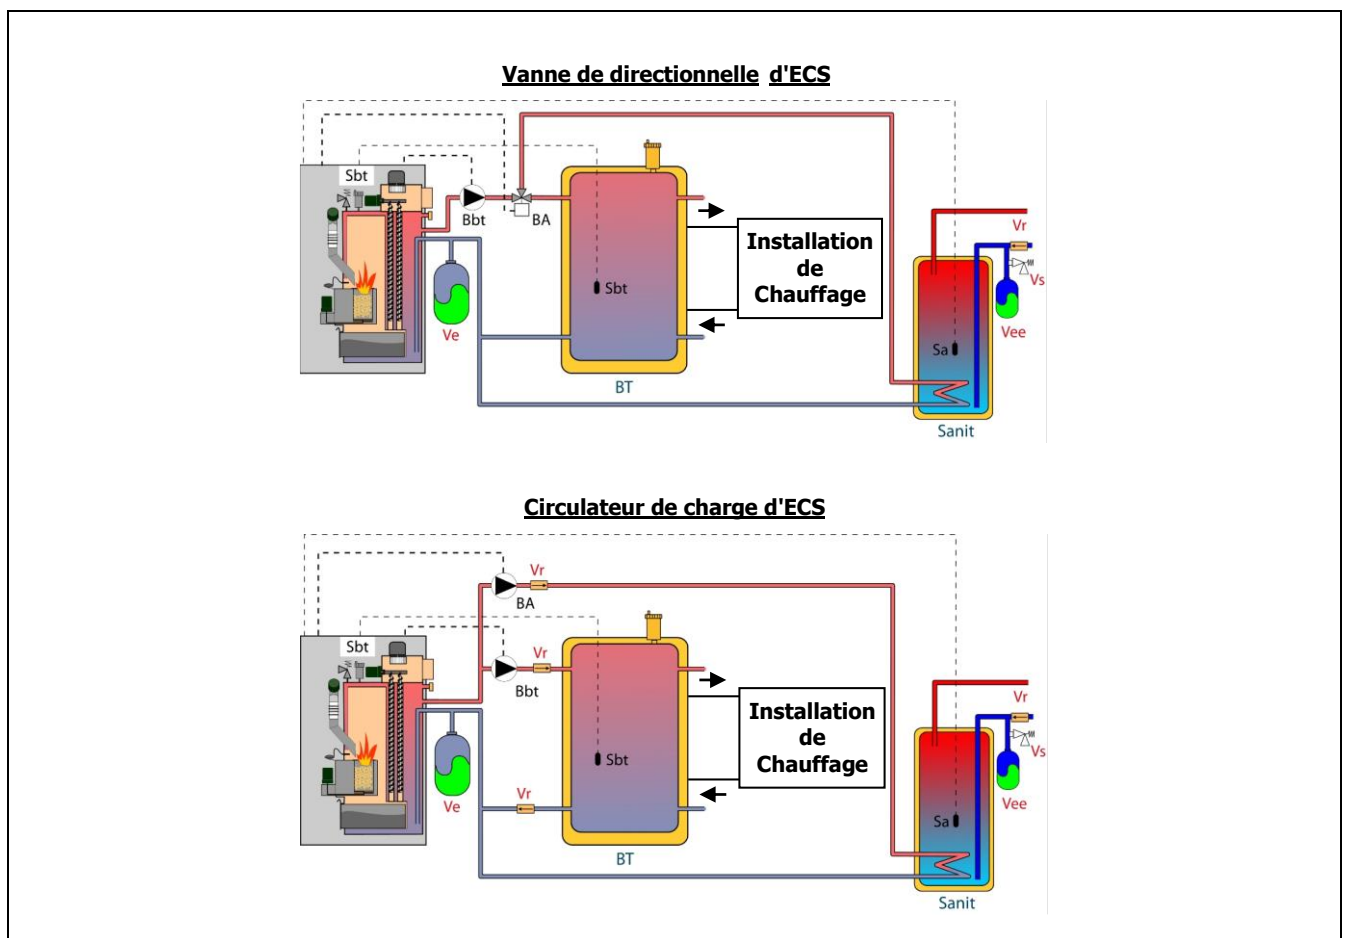 Vanne de directionnelle d'ECS
Sbt
Bbt
BA
Ve
Sbt
BT
Installation
de
Chauffage
Vr
Vs
Vee
Sa
Sanit
Circulateur de charge d'ECS
Vr
BA
Sbt
Vr
Bbt
Ve
Vr
Sbt
BT
Installation
de
Chauffage
Vr
Vs
Vee
Sa
Sanit